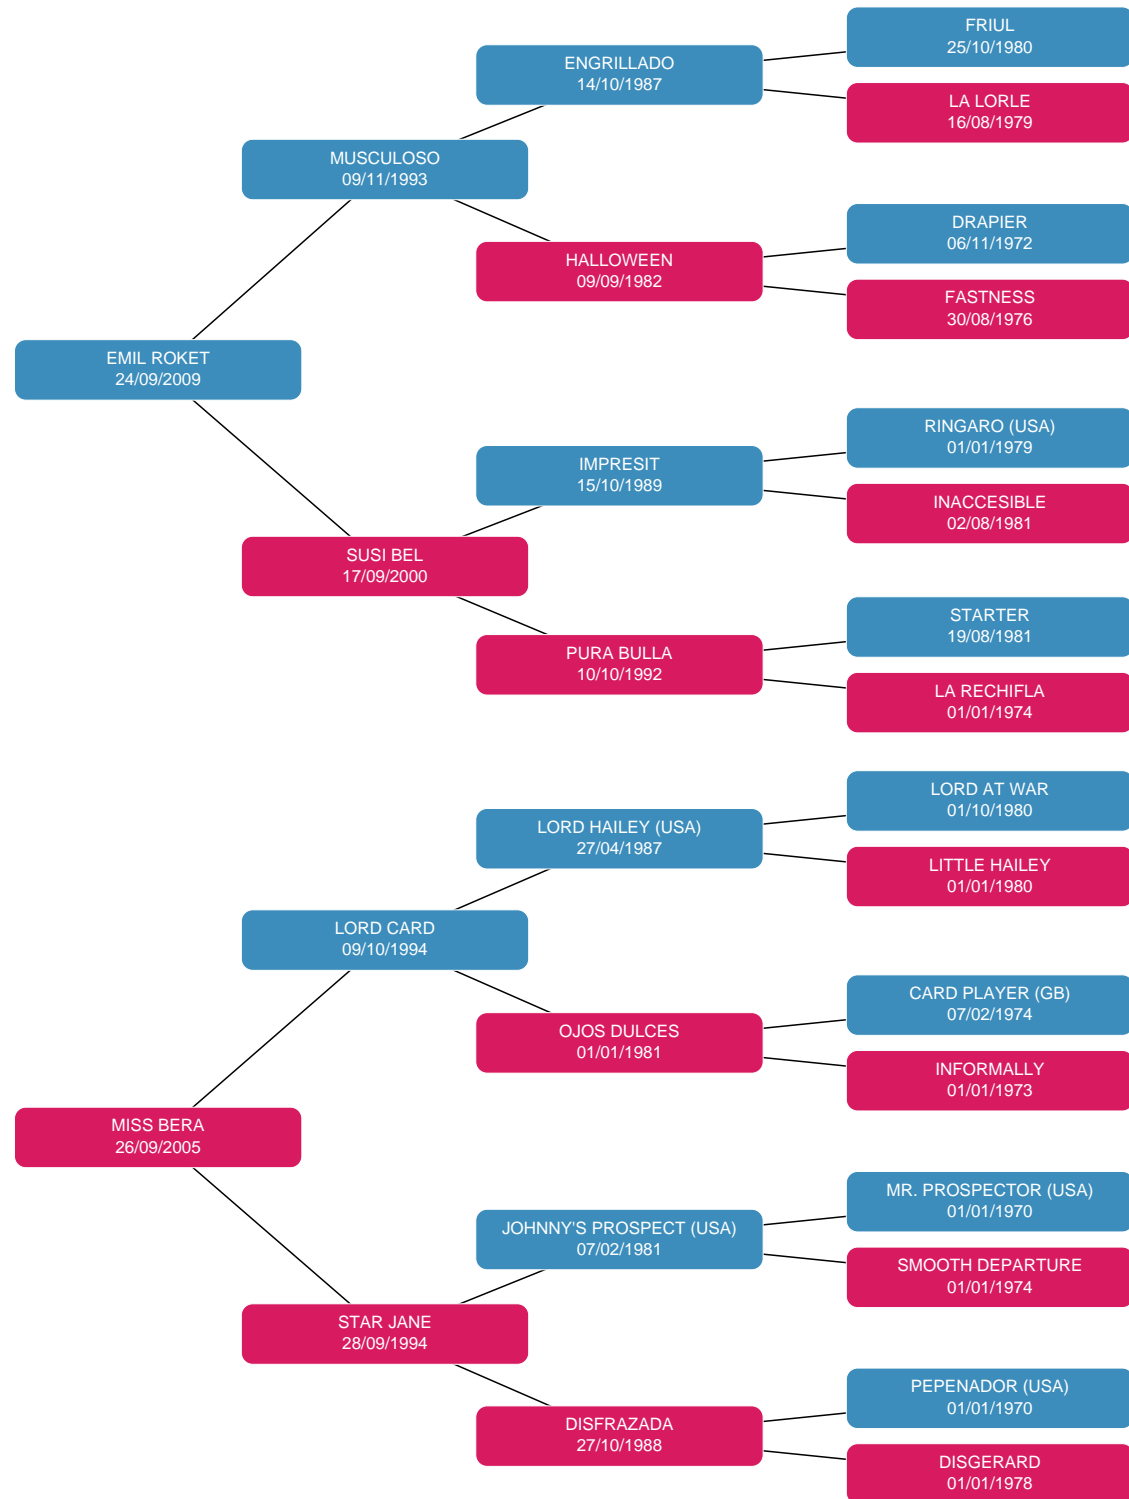 FRIUL
25/10/1980
ENGRILLADO
14/10/1987
LA LORLE
16/08/1979
MUSCULOSO
09/11/1993
DRAPIER
06/11/1972
HALLOWEEN
09/09/1982
FASTNESS
30/08/1976
EMIL ROKET
24/09/2009
RINGARO (USA)
01/01/1979
IMPRESIT
15/10/1989
INACCESIBLE
02/08/1981
SUSI BEL
17/09/2000
STARTER
19/08/1981
PURA BULLA
10/10/1992
LA RECHIFLA
01/01/1974
LORD AT WAR
01/10/1980
LORD HAILEY (USA)
27/04/1987
LITTLE HAILEY
01/01/1980
LORD CARD
09/10/1994
CARD PLAYER (GB)
07/02/1974
OJOS DULCES
01/01/1981
INFORMALLY
01/01/1973
MISS BERA
26/09/2005
MR. PROSPECTOR (USA)
01/01/1970
JOHNNY'S PROSPECT (USA)
07/02/1981
SMOOTH DEPARTURE
01/01/1974
STAR JANE
28/09/1994
PEPENADOR (USA)
01/01/1970
DISFRAZADA
27/10/1988
DISGERARD
01/01/1978